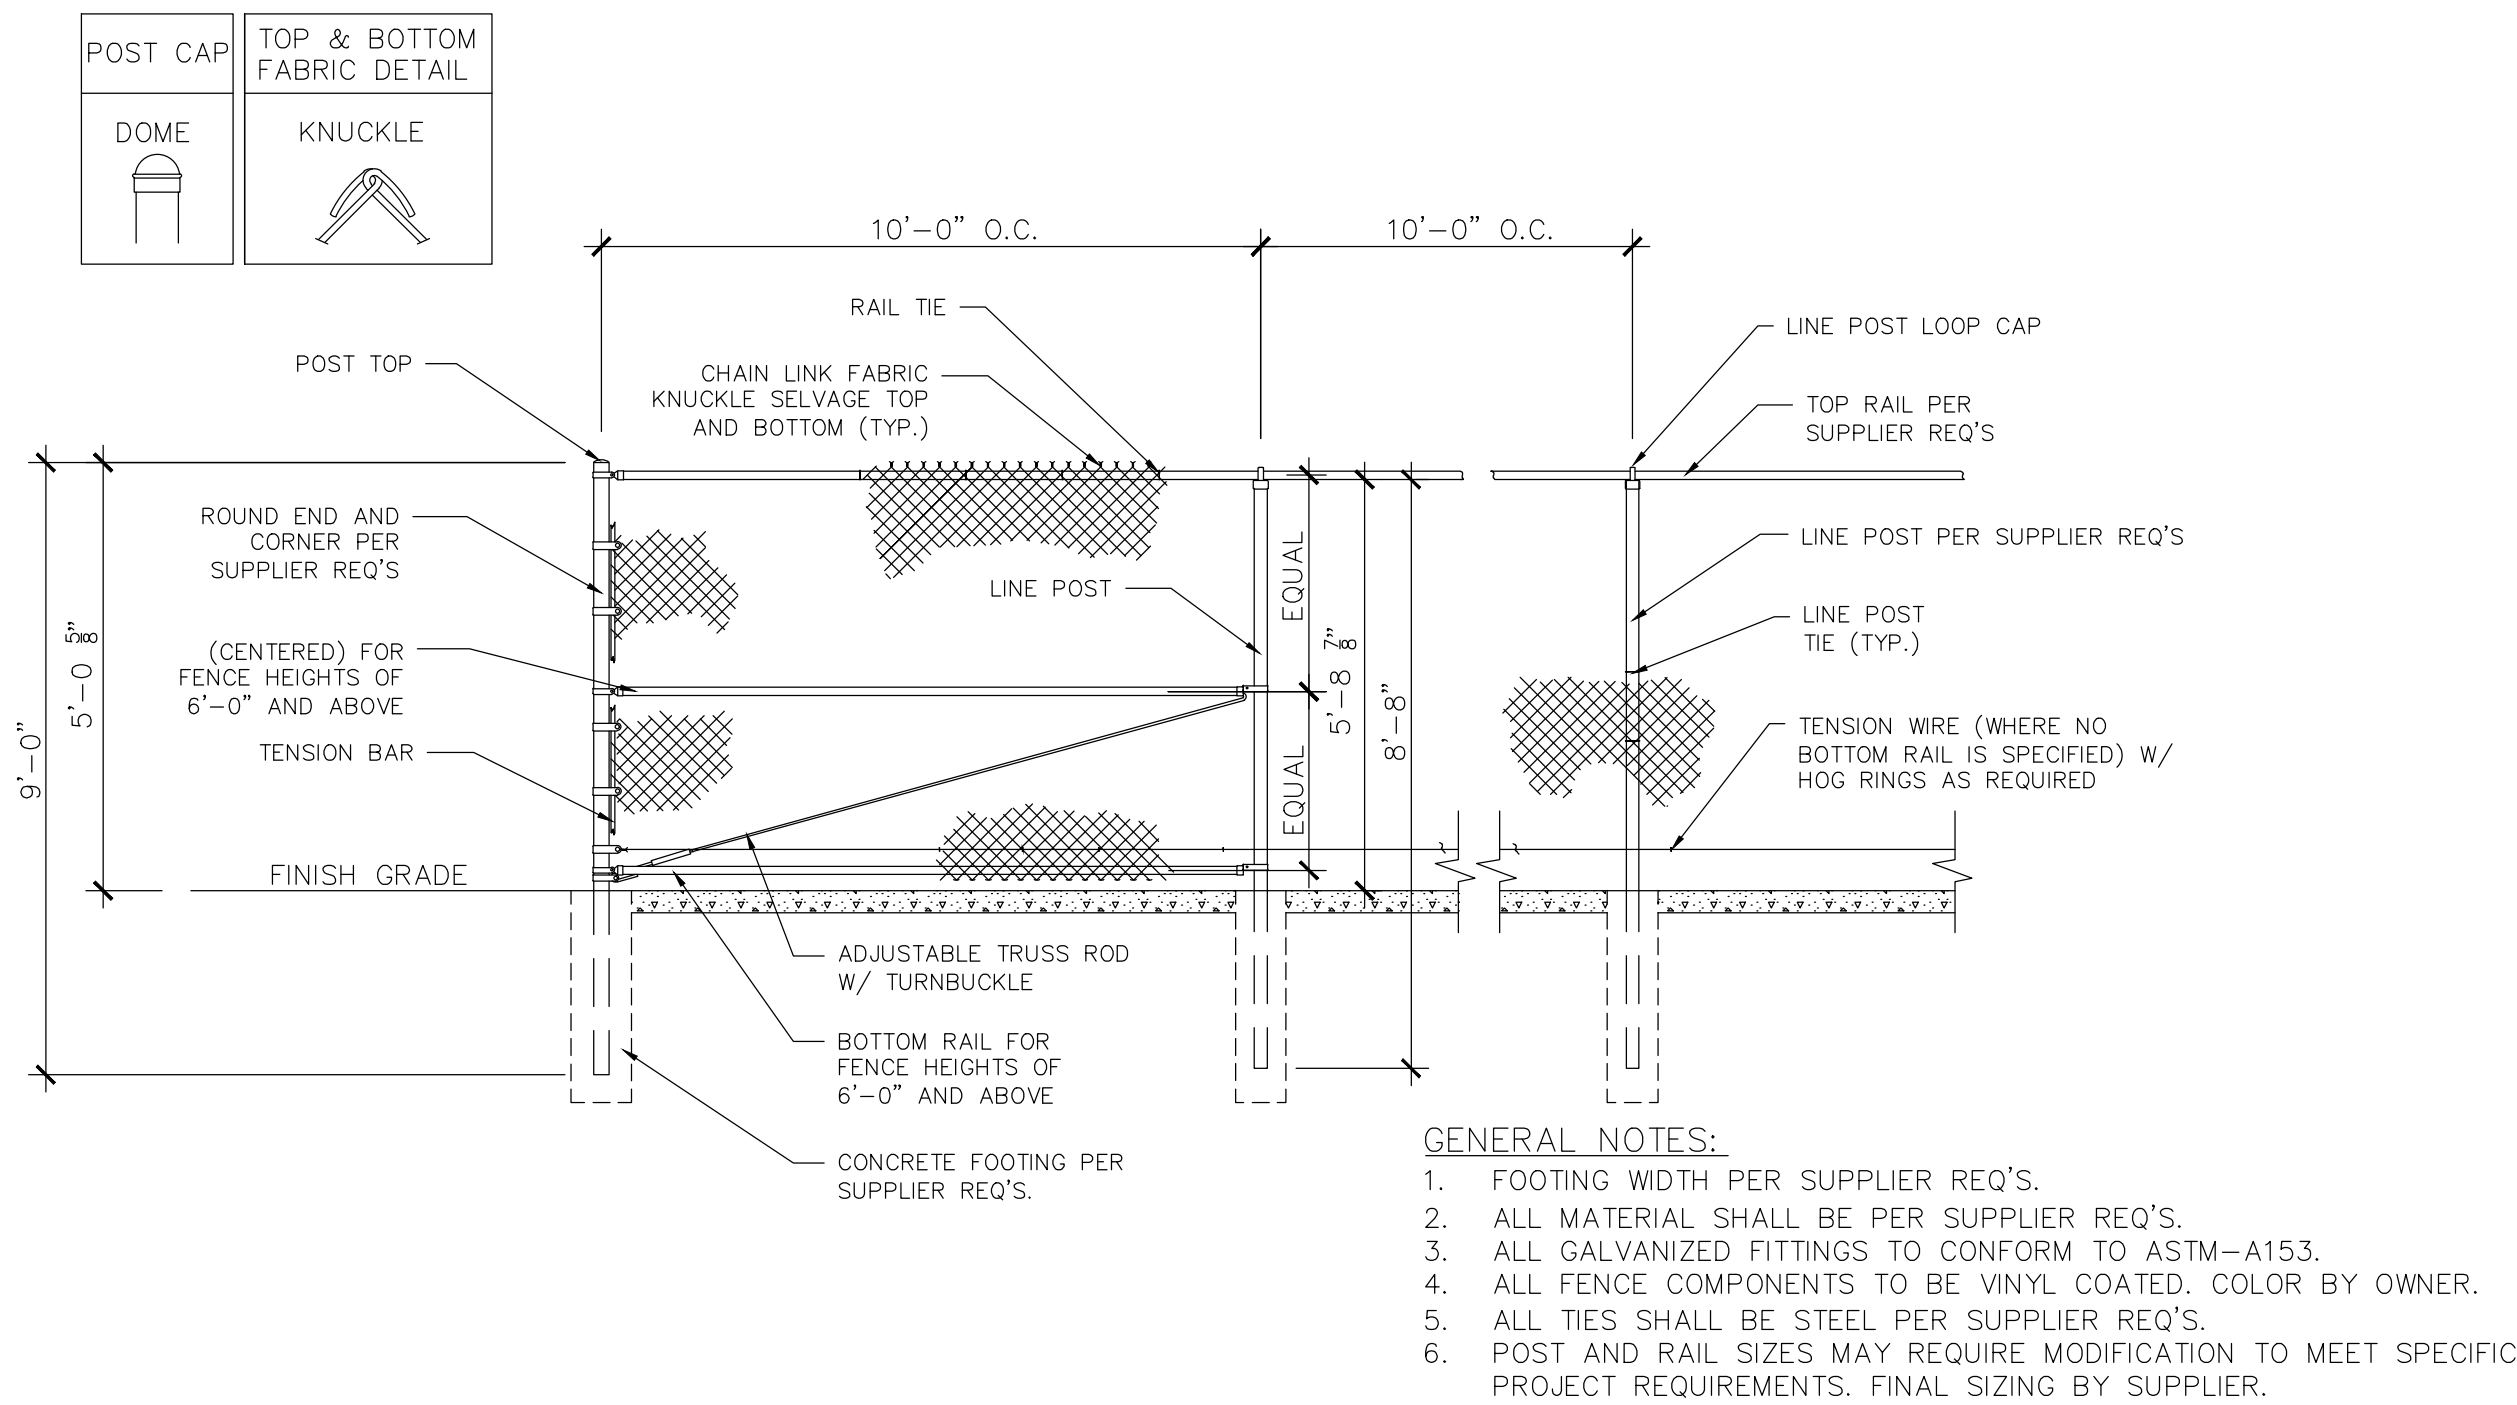 POST CAP
DOME
TOP & BOTTOM
FABRIC DETAIL
KNUCKLE
10'-0" O.C.
10'-0" O.C.
RAIL TIE
LINE POST LOOP CAP
POST TOP
CHAIN LINK FABRIC
KNUCKLE SELVAGE TOP
AND BOTTOM (TYP.)
TOP RAIL PER
SUPPLIER REQ'S
ROUND END AND
CORNER PER
SUPPLIER REQ'S
LINE POST PER SUPPLIER REQ'S
LINE POST
EQUAL
LINE POST
TIE (TYP.)
(CENTERED) FOR
FENCE HEIGHTS OF
6'-0" AND ABOVE
5'-0 5/8"
9'-0"
5'-8 7/8"
8'-8"
TENSION BAR
EQUAL
TENSION WIRE (WHERE NO
BOTTOM RAIL IS SPECIFIED) W/
HOG RINGS AS REQUIRED
FINISH GRADE
ADJUSTABLE TRUSS ROD
W/ TURNBUCKLE
BOTTOM RAIL FOR
FENCE HEIGHTS OF
6'-0" AND ABOVE
CONCRETE FOOTING PER
SUPPLIER REQ'S.
GENERAL NOTES:
1. FOOTING WIDTH PER SUPPLIER REQ'S.
2. ALL MATERIAL SHALL BE PER SUPPLIER REQ'S.
3. ALL GALVANIZED FITTINGS TO CONFORM TO ASTM-A153.
4. ALL FENCE COMPONENTS TO BE VINYL COATED. COLOR BY OWNER.
5. ALL TIES SHALL BE STEEL PER SUPPLIER REQ'S.
6. POST AND RAIL SIZES MAY REQUIRE MODIFICATION TO MEET SPECIFIC
PROJECT REQUIREMENTS. FINAL SIZING BY SUPPLIER.